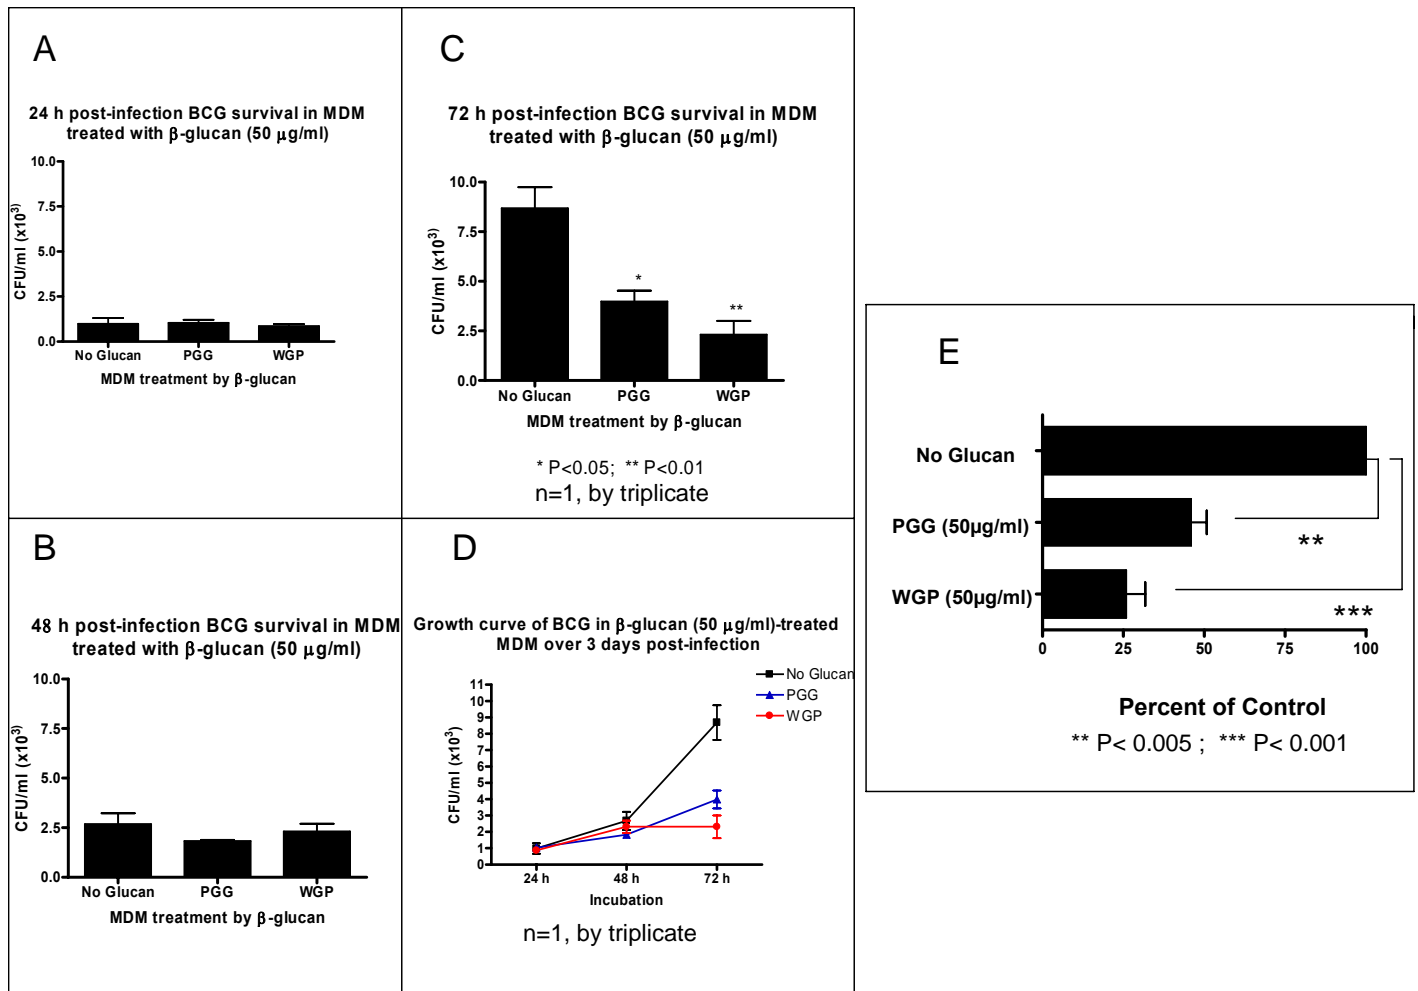 A
24 h post-infection BCG survival in MDM
treated with β-glucan (50 μg/ml)
10.0
7.5
5.0
2.5
0.0
CFU/ml (x10³)
No Glucan PGG WGP
MDM treatment by β-glucan
C
72 h post-infection BCG survival in MDM
treated with β-glucan (50 μg/ml)
10.0
7.5
5.0
2.5
0.0
CFU/ml (x10³)
*
**
No Glucan PGG WGP
MDM treatment by β-glucan
* P<0.05; ** P<0.01
n=1, by triplicate
B
48 h post-infection BCG survival in MDM
treated with β-glucan (50 μg/ml)
10.0
7.5
5.0
2.5
0.0
CFU/ml (x10³)
No Glucan PGG WGP
MDM treatment by β-glucan
D
Growth curve of BCG in β-glucan (50 μg/ml)-treated
MDM over 3 days post-infection
No Glucan
PGG
WGP
11
10
9
8
7
6
5
4
3
2
1
0
CFU/ml (x10³)
24 h 48 h 72 h
Incubation
n=1, by triplicate
E
No Glucan
PGG (50µg/ml)
**
WGP (50µg/ml)
***
0 25 50 75 100
Percent of Control
** P< 0.005 ; *** P< 0.001